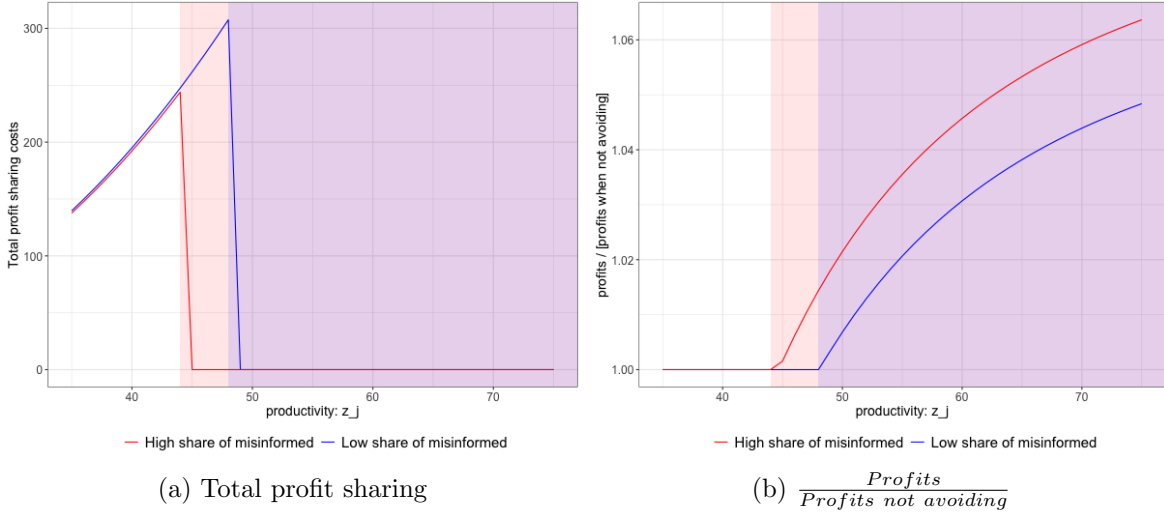 300
200
100
0
Total profit sharing costs
40
50
60
70
productivity: z_j
High share of misinformed
Low share of misinformed
(a) Total profit sharing
1.06
1.04
1.02
1.00
profits / [profits when not avoiding]
40
50
60
70
productivity: z_j
High share of misinformed
Low share of misinformed
(b) Profits
Profits not avoiding